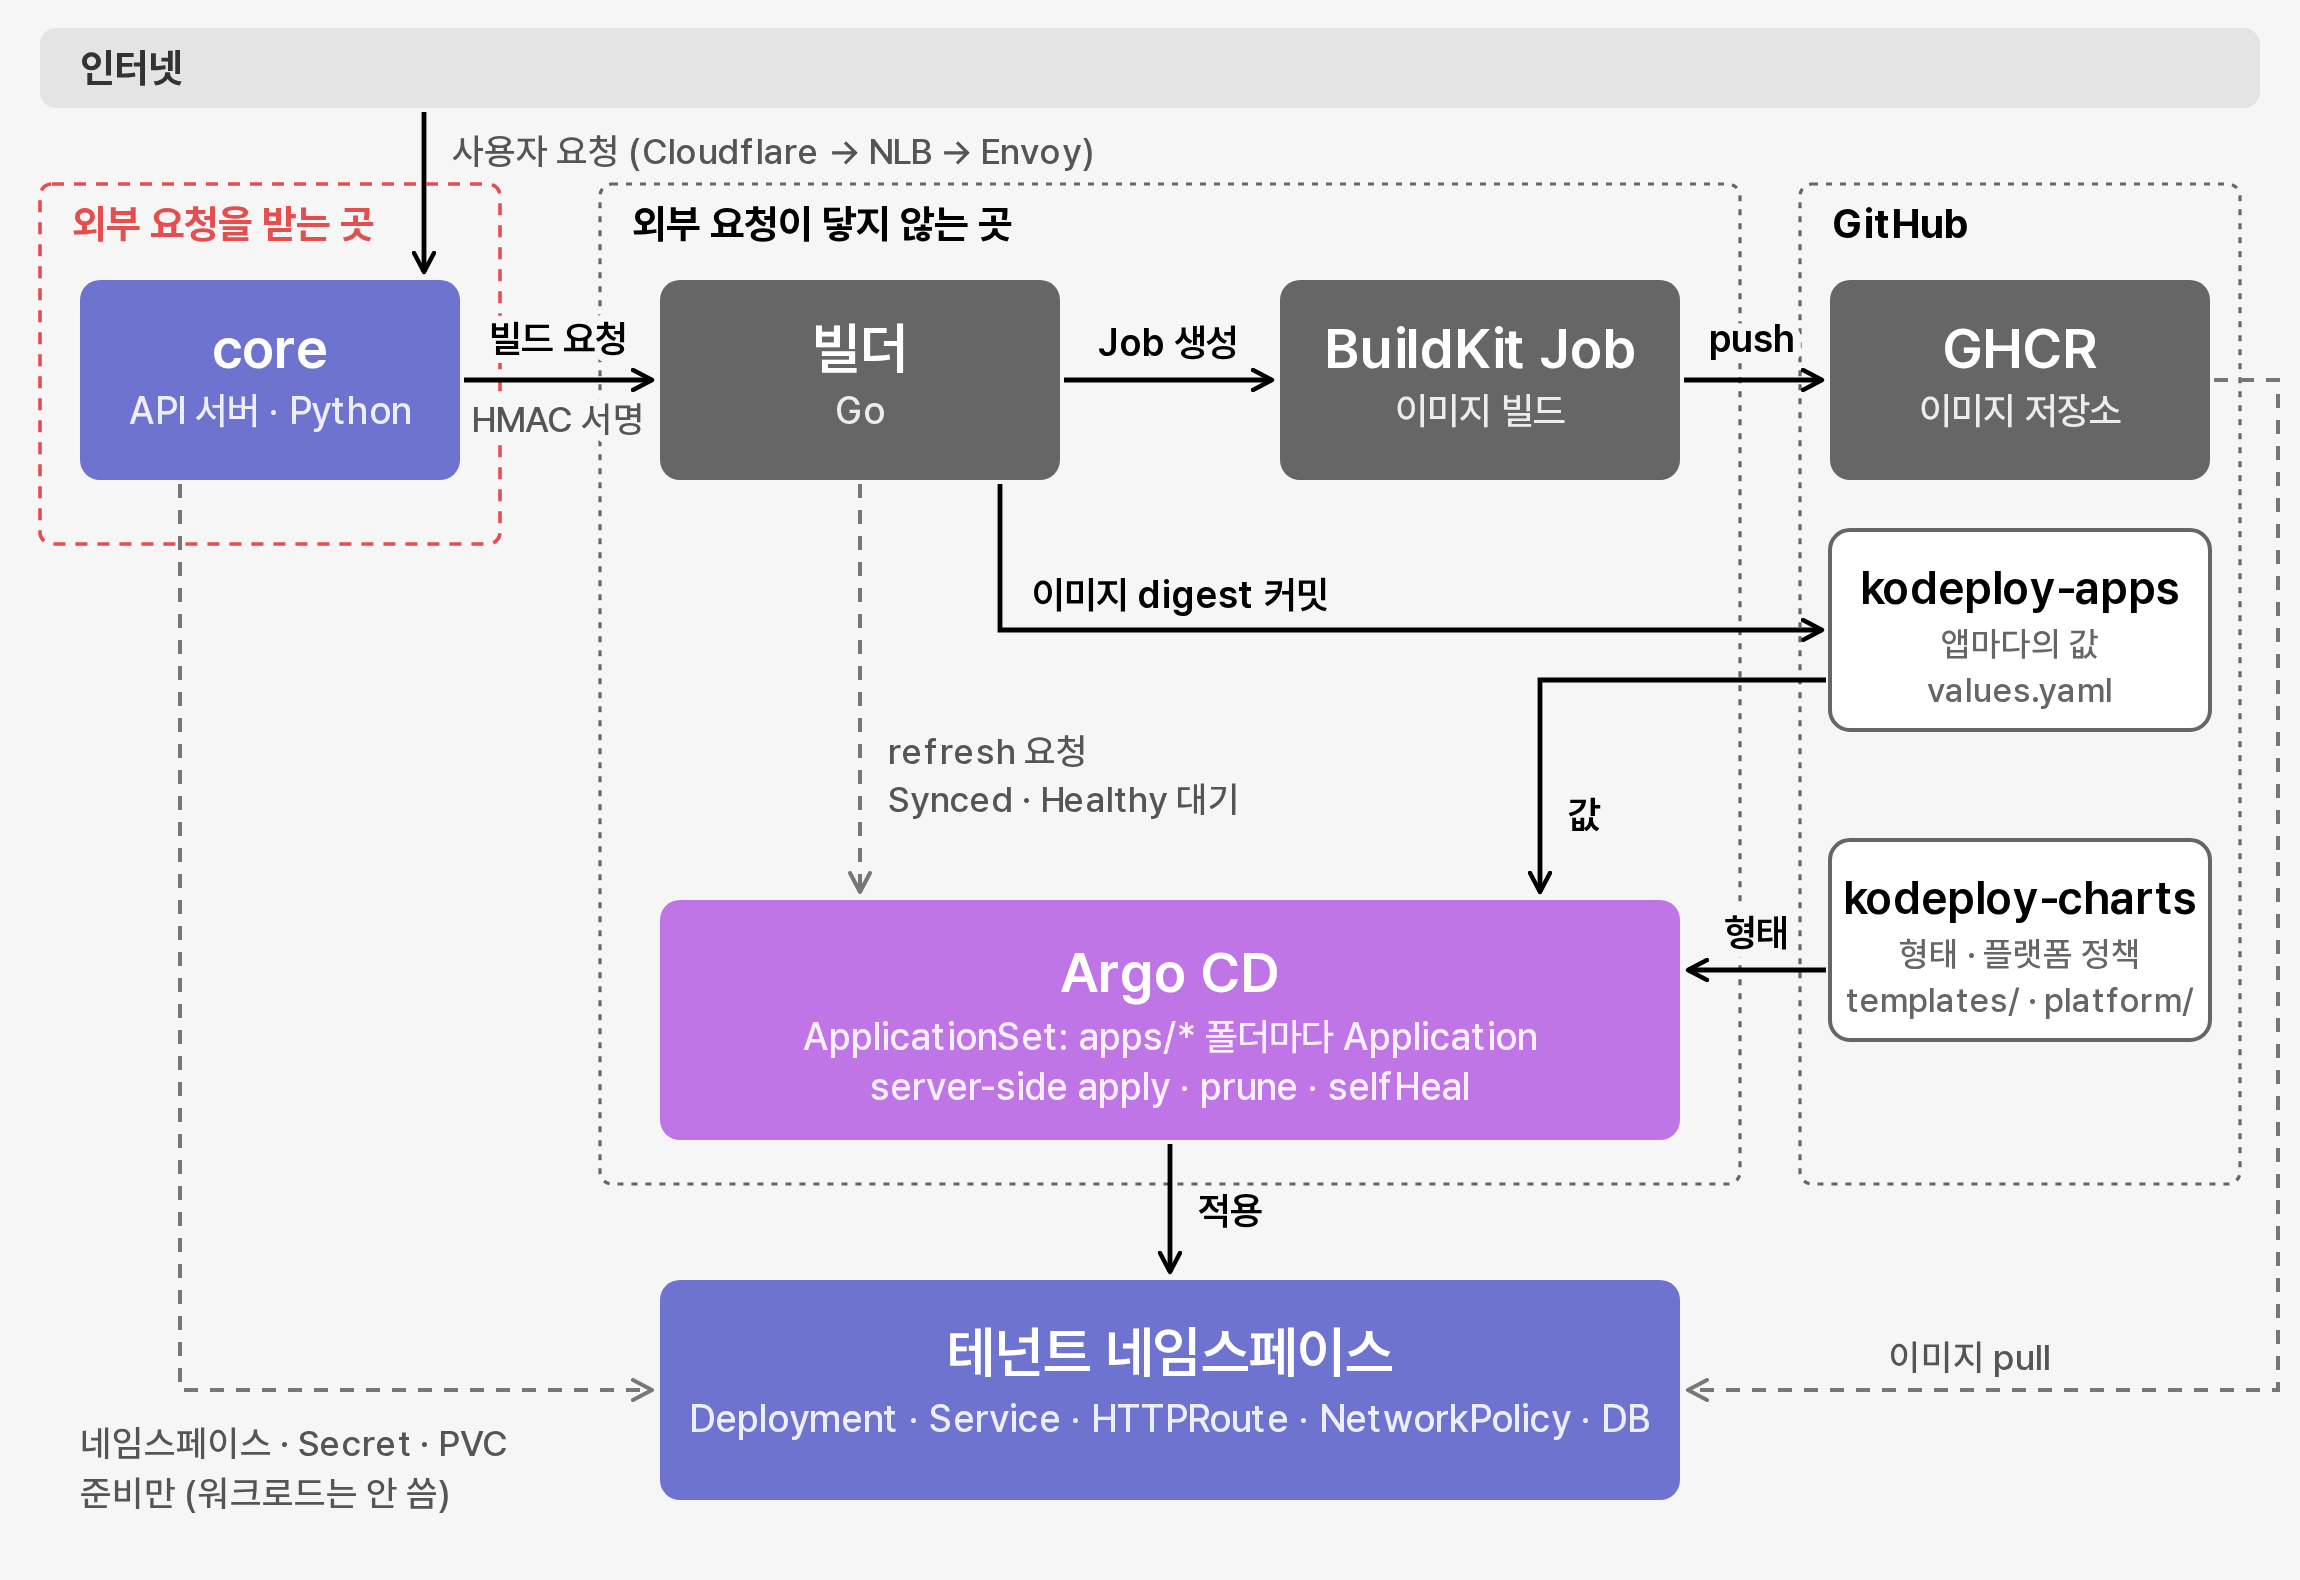 인터넷
사용자 요청 (Cloudflare → NLB → Envoy)
외부 요청을 받는 곳
외부 요청이 닿지 않는 곳
GitHub
core
API 서버 · Python
빌드 요청
HMAC 서명
빌더
Go
Job 생성
BuildKit Job
이미지 빌드
push
GHCR
이미지 저장소
이미지 digest 커밋
kodeploy-apps
앱마다의 값
values.yaml
refresh 요청
Synced · Healthy 대기
값
형태
kodeploy-charts
형태 · 플랫폼 정책
templates/ · platform/
Argo CD
ApplicationSet: apps/* 폴더마다 Application
server-side apply · prune · selfHeal
적용
테넌트 네임스페이스
Deployment · Service · HTTPRoute · NetworkPolicy · DB
이미지 pull
네임스페이스 · Secret · PVC
준비만 (워크로드는 안 씀)